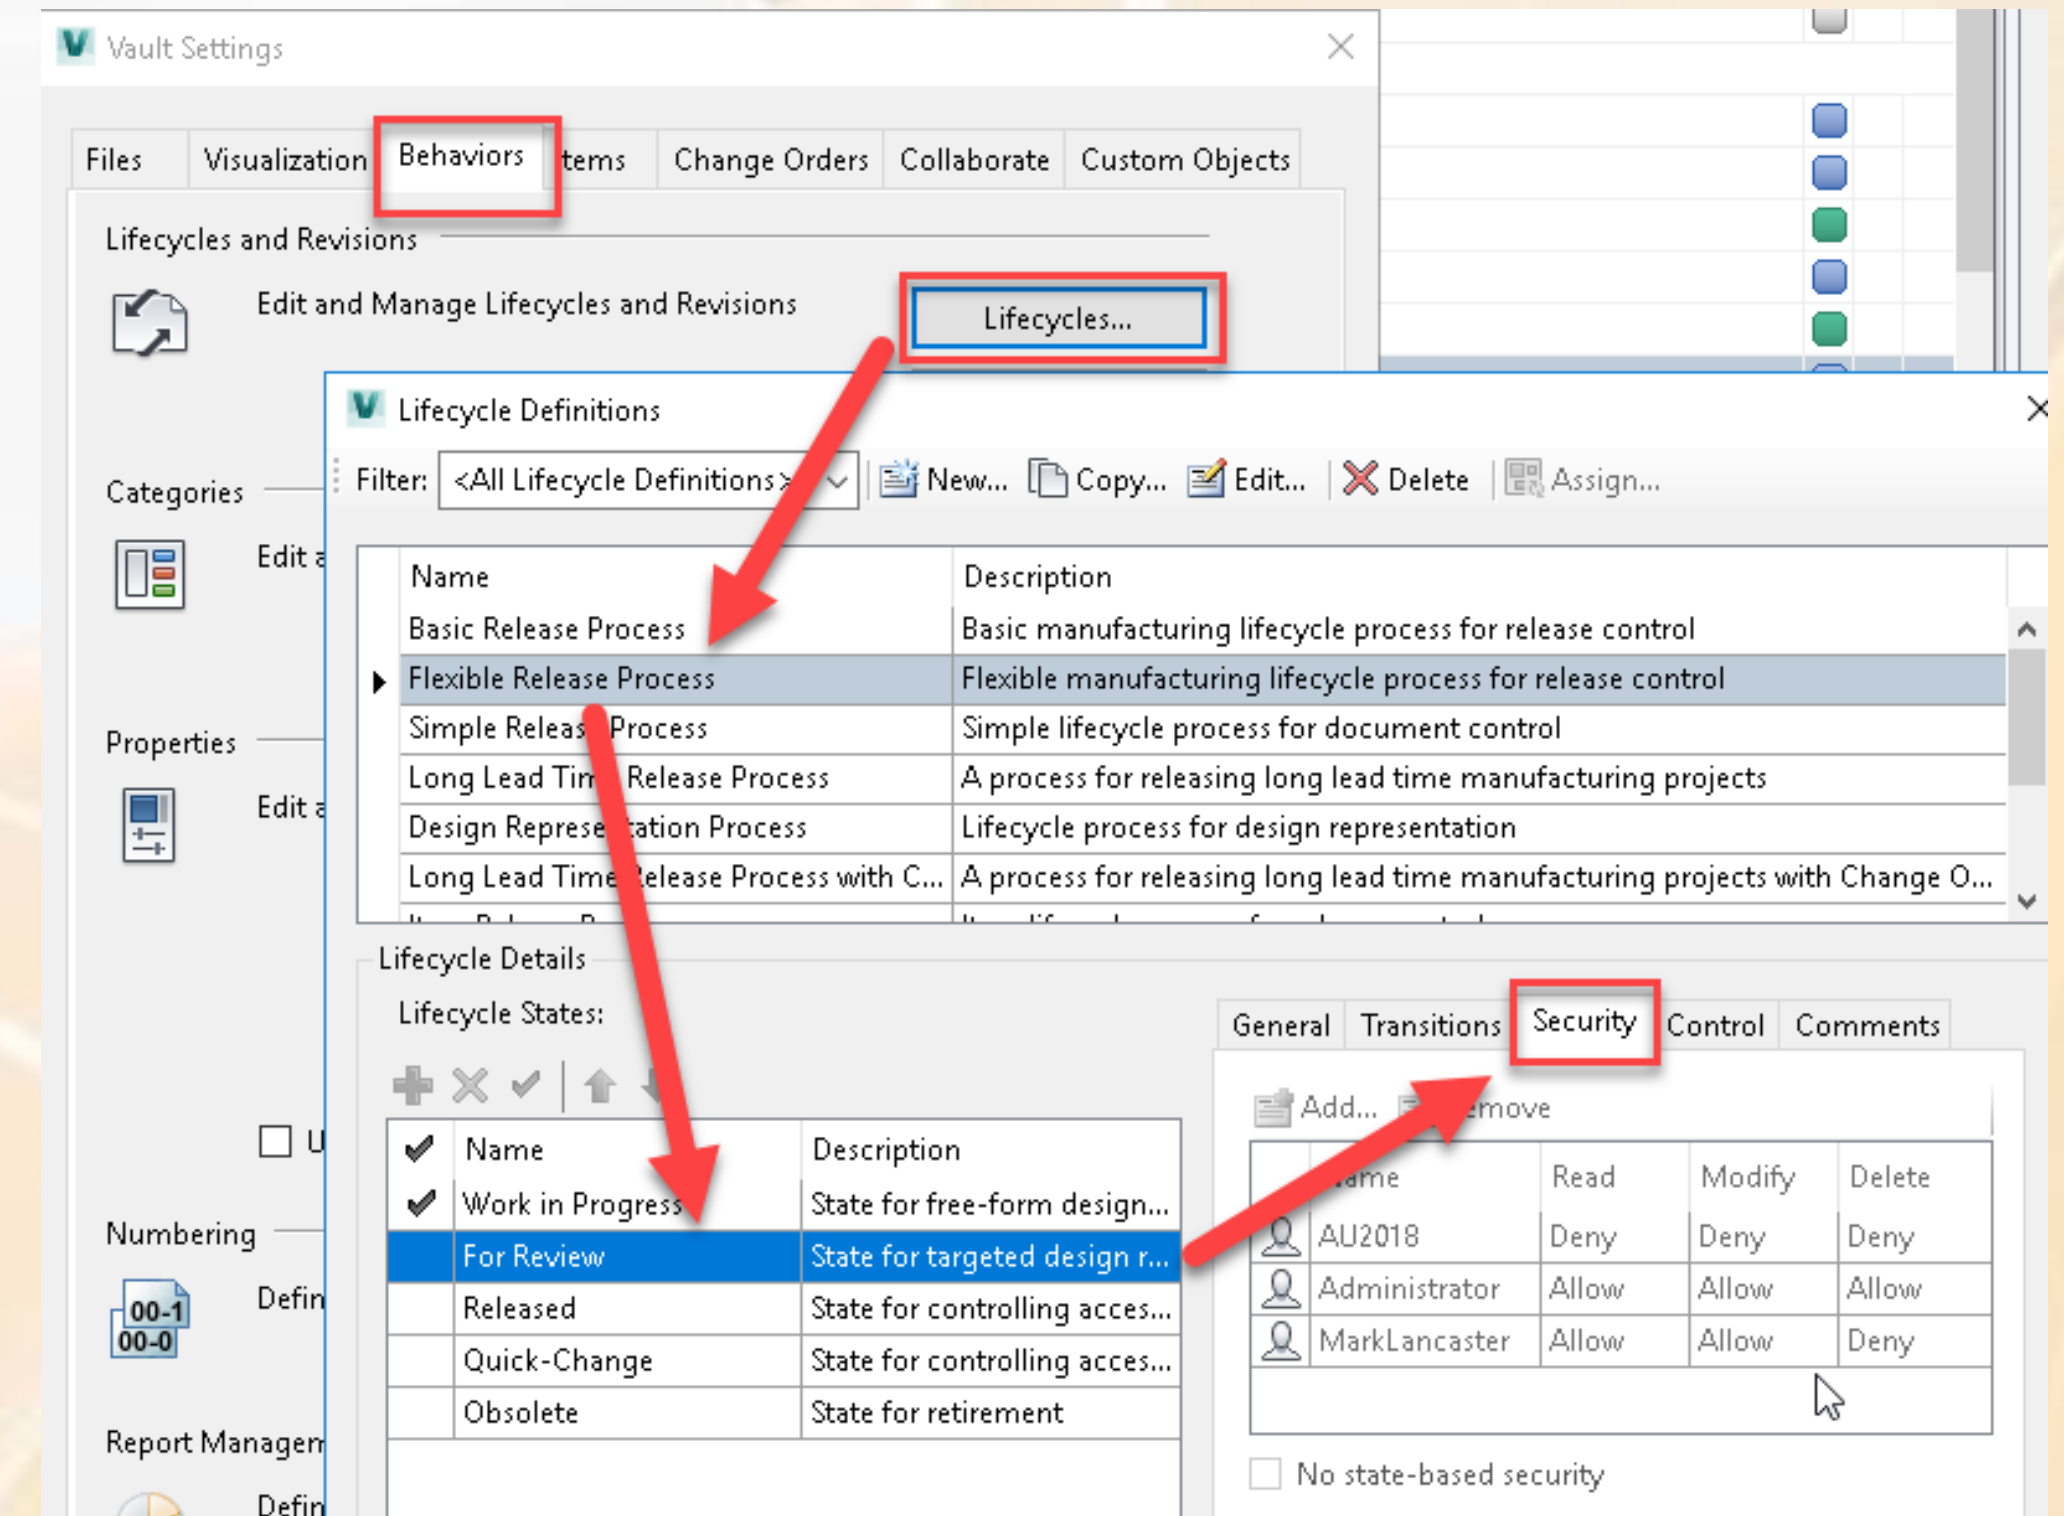 Vault Settings
Files Visualization Behaviors tems Change Orders Collaborate Custom Objects
Lifecycles and Revisions
Edit and Manage Lifecycles and Revisions
Lifecycles...
Lifecycle Definitions
Filter: <All Lifecycle Definitions> New... Copy... Edit... Delete Assign...
Categories
Edit a
Name Description
Basic Release Process Basic manufacturing lifecycle process for release control
Flexible Release Process Flexible manufacturing lifecycle process for release control
Simple Releas Process Simple lifecycle process for document control
Properties
Long Lead Tim Release Process A process for releasing long lead time manufacturing projects
Edit a
Design Represe tation Process Lifecycle process for design representation
Long Lead Time Release Process with C... A process for releasing long lead time manufacturing projects with Change O...
Lifecycle Details
Lifecycle States:
General Transitions Security Control Comments
Add... emove
U
Name Description
Work in Progress State for free-form design...
For Review State for targeted design r...
Released State for controlling acces...
Quick-Change State for controlling acces...
Obsolete State for retirement
Name Read Modify Delete
AU2018 Deny Deny Deny
Administrator Allow Allow Allow
MarkLancaster Allow Allow Deny
No state-based security
Numbering
Defin
00-1
00-0
Report Managem
Defin